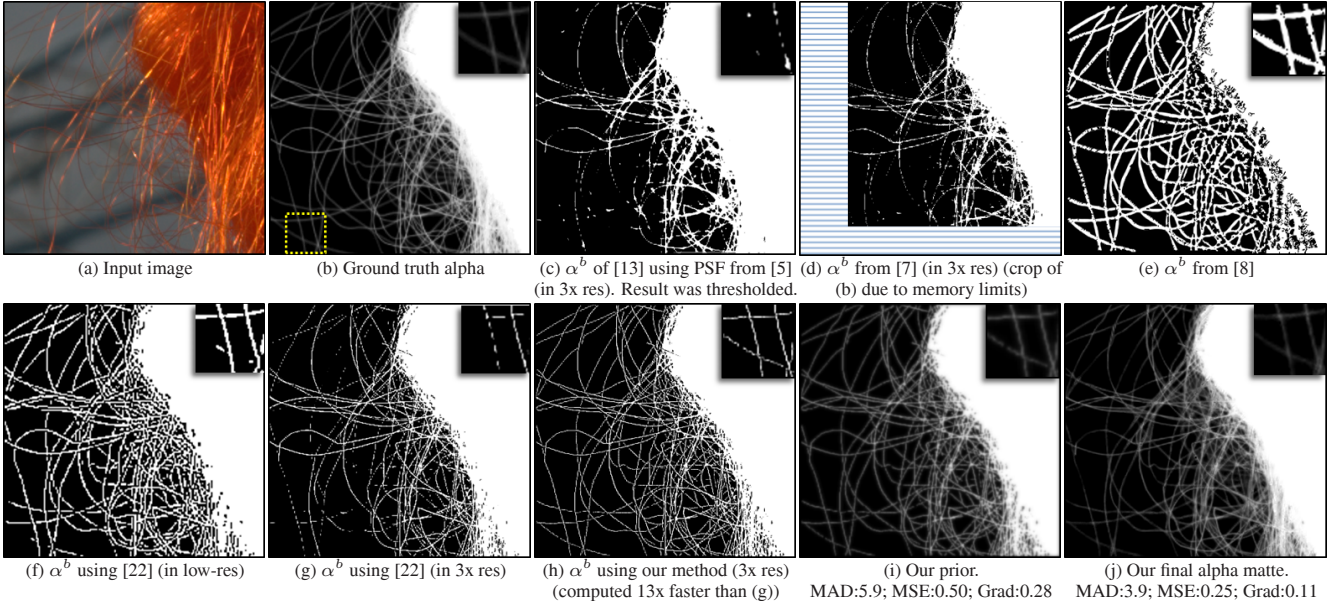 (a) Input image
(b) Ground truth alpha
(c) α^b of [13] using PSF from [5]
(in 3x res). Result was thresholded.
(d) α^b from [7] (in 3x res) (crop of
(b) due to memory limits)
(e) α^b from [8]
(f) α^b using [22] (in low-res)
(g) α^b using [22] (in 3x res)
(h) α^b using our method (3x res)
(computed 13x faster than (g))
(i) Our prior.
MAD:5.9; MSE:0.50; Grad:0.28
(j) Our final alpha matte.
MAD:3.9; MSE:0.25; Grad:0.11